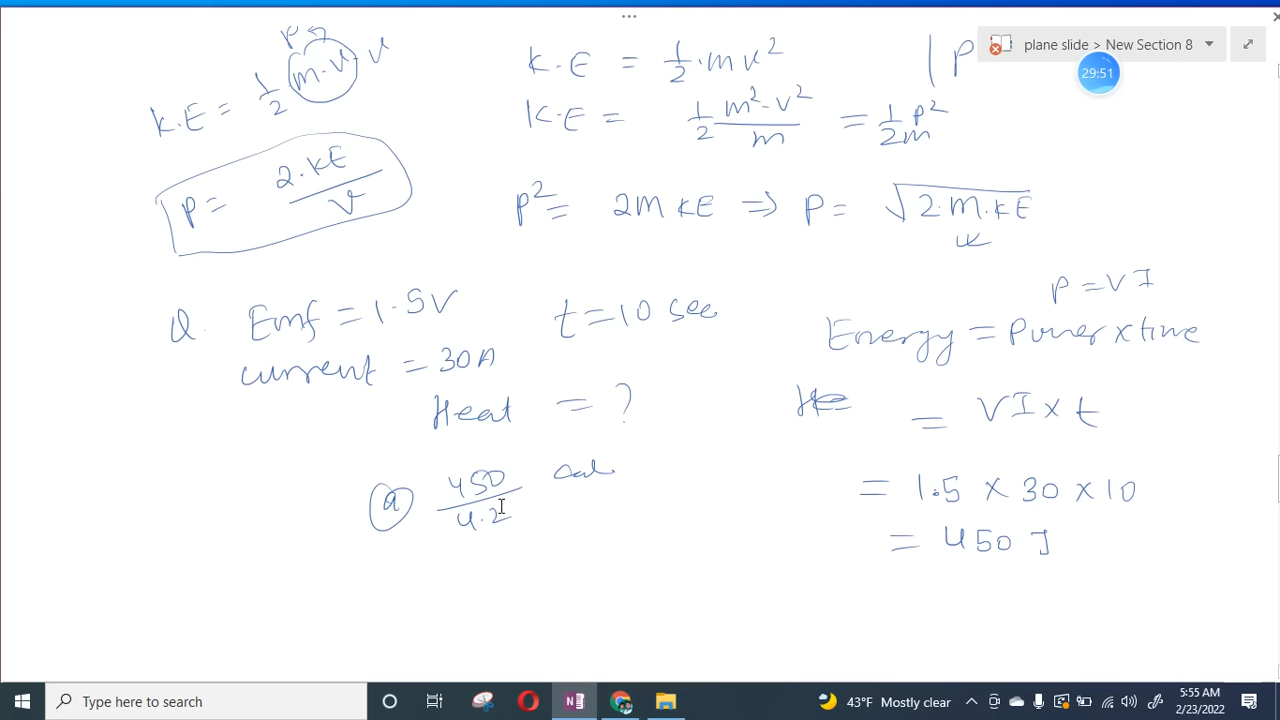 plane slide > New Section 8
29:51
P
K.E = 1/2 m.v.v
P = 2.KE/v
K.E = 1/2 .mv²
| P
K.E = 1/2 m²-v²/m = 1/2m P²
P² = 2M KE ⇒ P = √2.M.KE
Q. Emf = 1.5V t = 10 sec
current = 30A
Heat = ?
(a) 450/4.2 cal
P = VI
Energy = Power x time
= VI x t
= 1.5 x 30 x 10
= 450 J
Type here to search
43°F Mostly clear
5:55 AM
2/23/2022